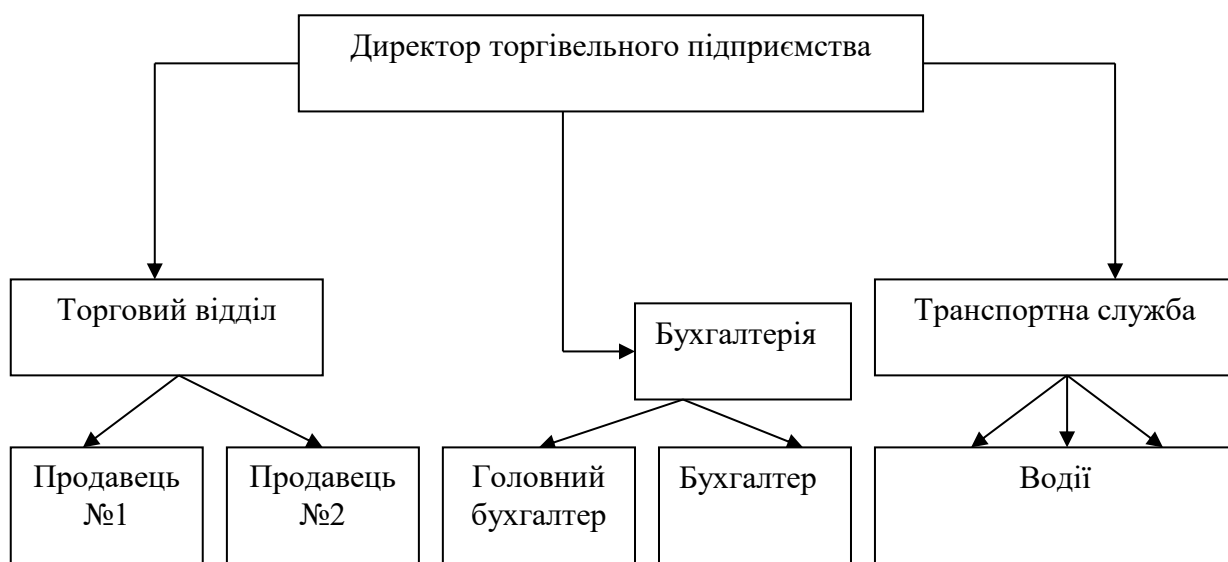 Директор торгівельного підприємства
Торговий відділ
Бухгалтерія
Транспортна служба
Продавець
№1
Продавець
№2
Головний
бухгалтер
Бухгалтер
Водії